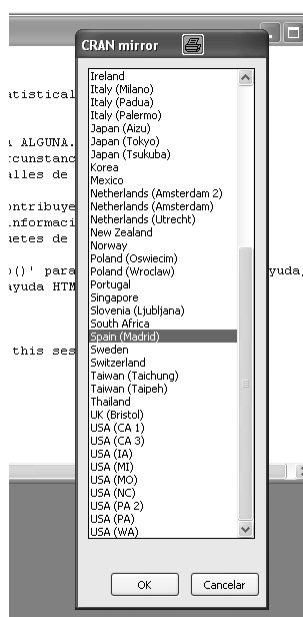 CRAN mirror
Ireland
Italy (Milano)
Italy (Padua)
Italy (Palermo)
Japan (Aizu)
Japan (Tokyo)
Japan (Tsukuba)
Korea
Mexico
Netherlands (Amsterdam 2)
Netherlands (Amsterdam)
Netherlands (Utrecht)
New Zealand
Norway
Poland (Oswiecim)
Poland (Wroclaw)
Portugal
Singapore
Slovenia (Ljubljana)
South Africa
Spain (Madrid)
Sweden
Switzerland
Taiwan (Taichung)
Taiwan (Taipeh)
Thailand
UK (Bristol)
USA (CA 1)
USA (CA 3)
USA (IA)
USA (MI)
USA (MO)
USA (NC)
USA (PA 2)
USA (PA)
USA (WA)
OK Cancelar
atistical
A ALGUNA.
rcunstanc
alles de
ontribuye
informaci
uetes de
o()' para yuda,
ayuda HTM
this ses